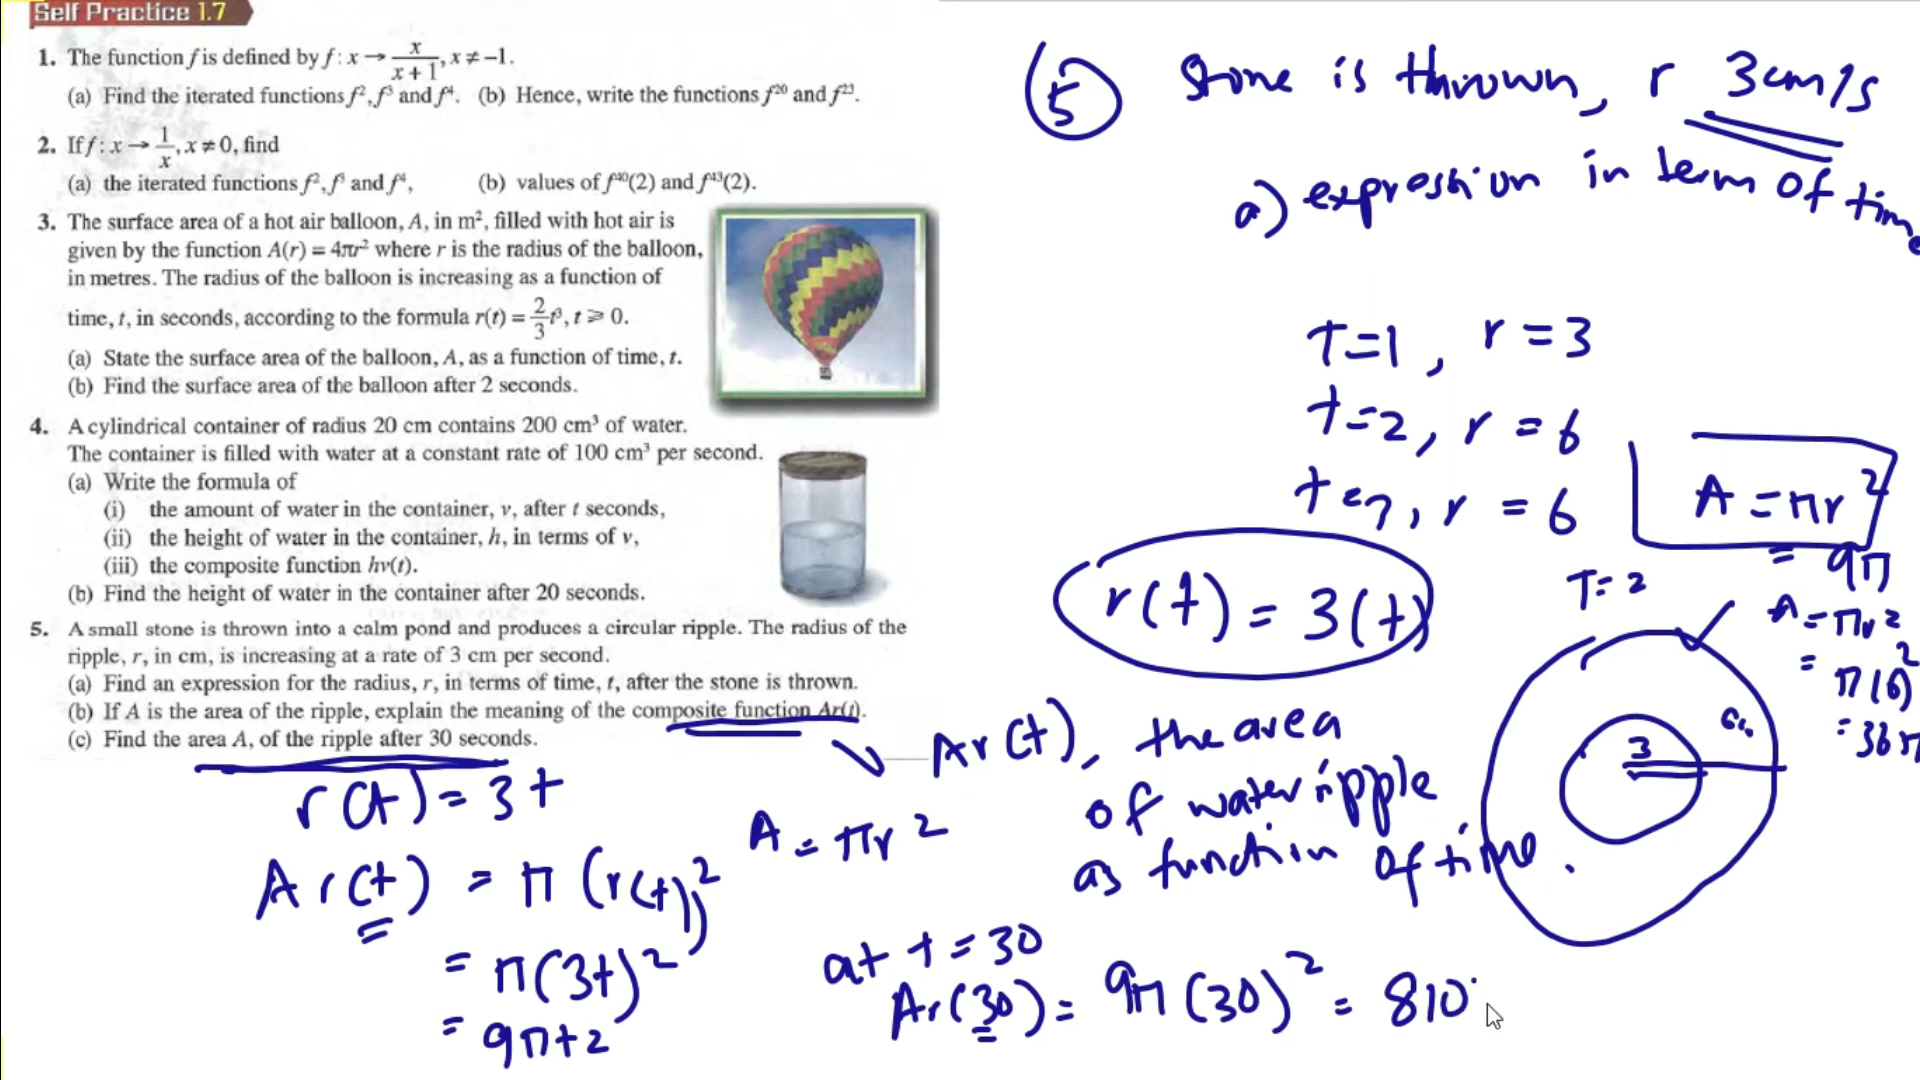 Self Practice 1.7
1. The function f is defined by f : x → x/(x + 1), x ≠ −1.
(a) Find the iterated functions f², f³ and f⁴. (b) Hence, write the functions f²⁰ and f²³.
2. If f : x → 1/x, x ≠ 0, find
(a) the iterated functions f², f³ and f⁴, (b) values of f⁴⁰(2) and f⁴³(2).
3. The surface area of a hot air balloon, A, in m², filled with hot air is
given by the function A(r) = 4πr² where r is the radius of the balloon,
in metres. The radius of the balloon is increasing as a function of
time, t, in seconds, according to the formula r(t) = 2/3 t³, t ⩾ 0.
(a) State the surface area of the balloon, A, as a function of time, t.
(b) Find the surface area of the balloon after 2 seconds.
4. A cylindrical container of radius 20 cm contains 200 cm³ of water.
The container is filled with water at a constant rate of 100 cm³ per second.
(a) Write the formula of
(i) the amount of water in the container, v, after t seconds,
(ii) the height of water in the container, h, in terms of v,
(iii) the composite function hv(t).
(b) Find the height of water in the container after 20 seconds.
5. A small stone is thrown into a calm pond and produces a circular ripple. The radius of the
ripple, r, in cm, is increasing at a rate of 3 cm per second.
(a) Find an expression for the radius, r, in terms of time, t, after the stone is thrown.
(b) If A is the area of the ripple, explain the meaning of the composite function Ar(t).
(c) Find the area A, of the ripple after 30 seconds.
r(t) = 3t
Ar(t) = π(r(t))²
= π(3t)²
= 9πt2
A = πr²
5 Stone is thrown, r 3cm/s
a) expression in term of time
t=1, r = 3
t=2, r = 6
r = 6
A = πr²
= 9π
r(t) = 3(t)
T=2
A = πr²
= π(6)²
= 36π
3
Ar(t), the area
of water ripple
as function of time.
at t = 30
Ar(30) = 9π(30)² = 810